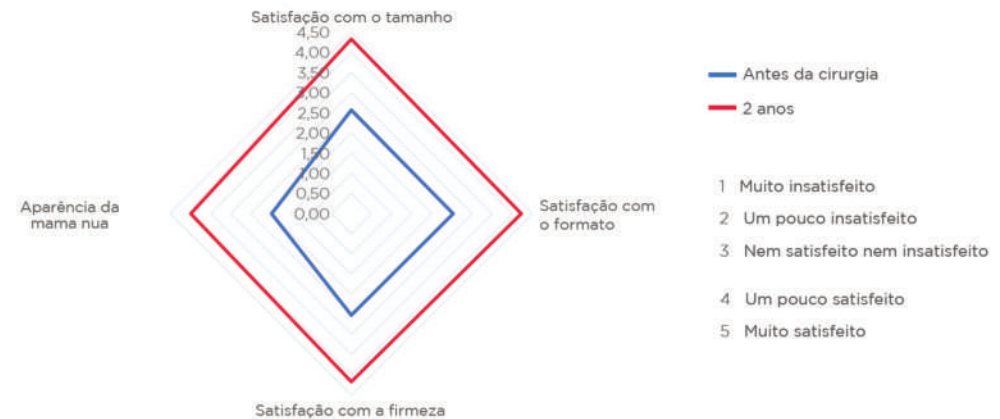 Satisfação com o tamanho
4,50
4,00
3,50
3,00
2,50
2,00
1,50
1,00
0,50
0,00
Aparência da
mama nua
Satisfação com
o formato
Satisfação com a firmeza
Antes da cirurgia
2 anos
1 Muito insatisfeito
2 Um pouco insatisfeito
3 Nem satisfeito nem insatisfeito
4 Um pouco satisfeito
5 Muito satisfeito